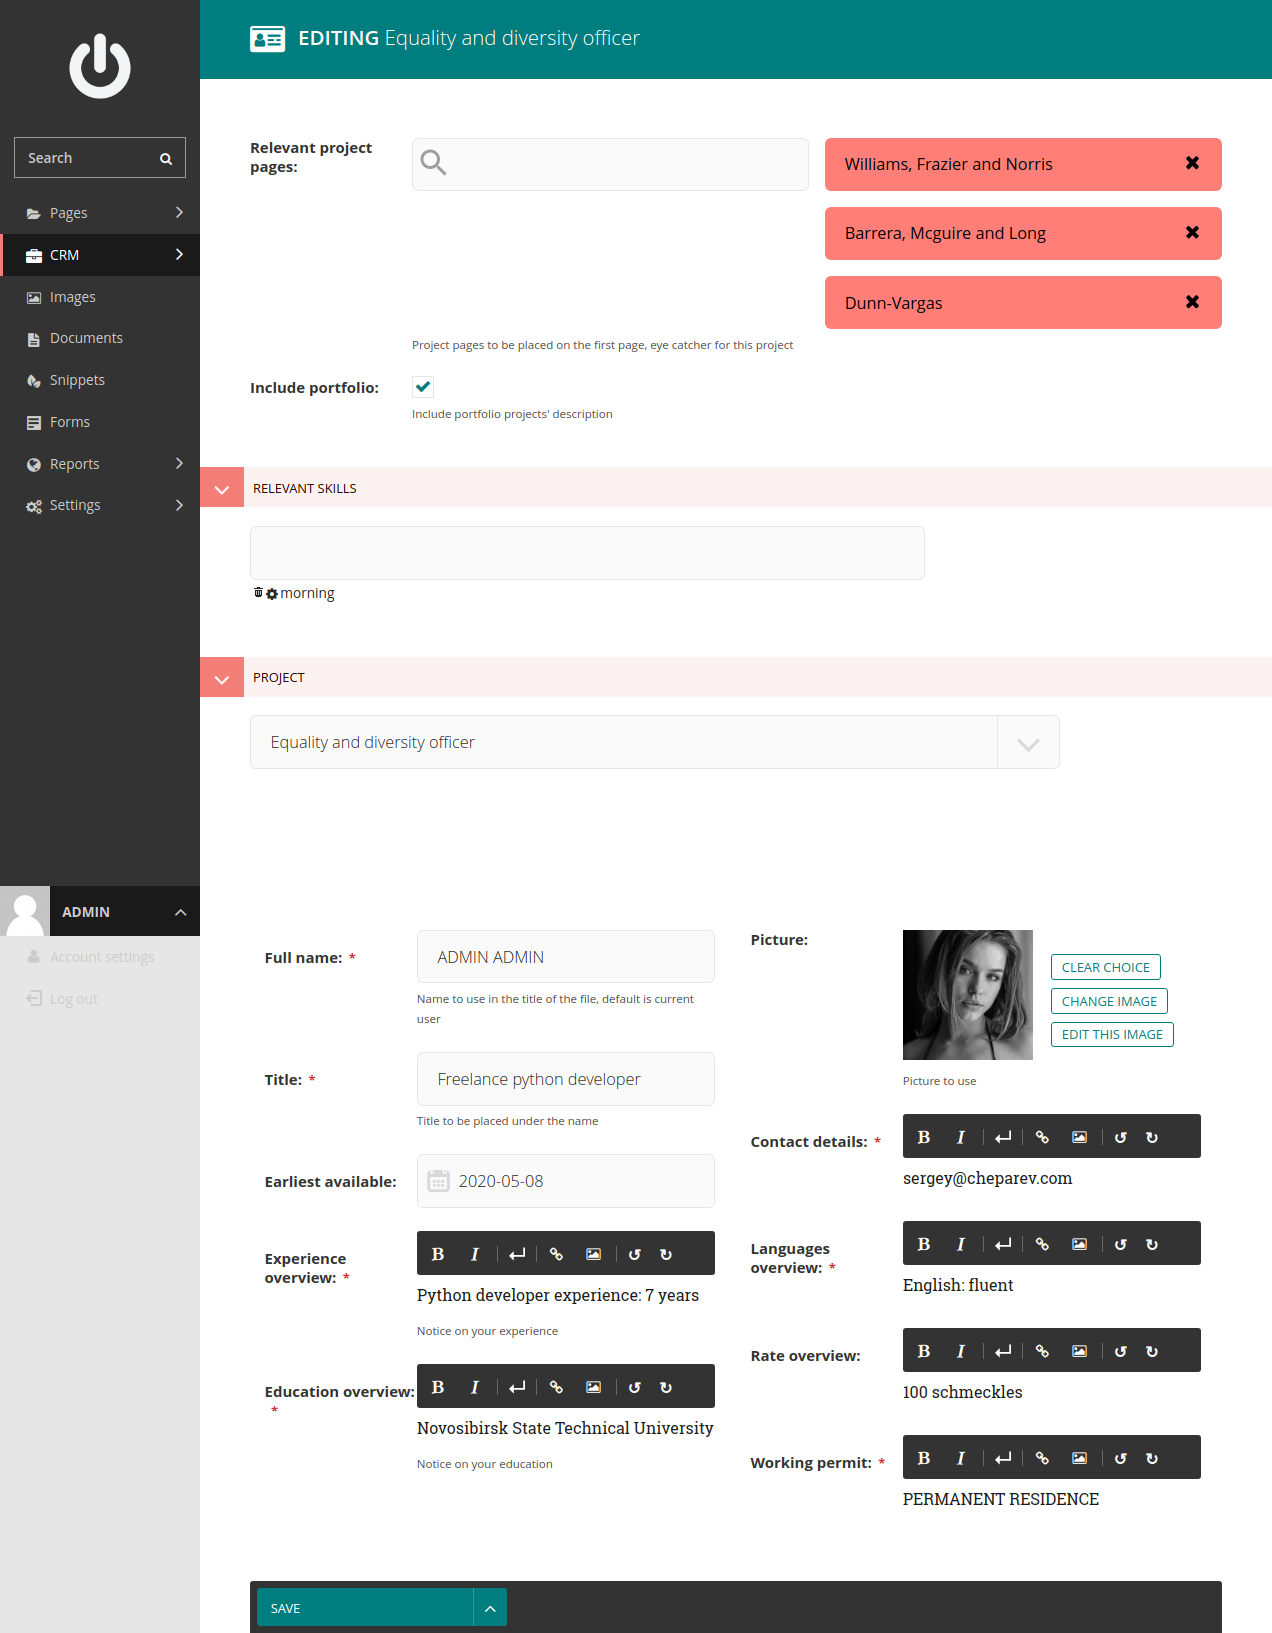 EDITING Equality and diversity officer
Search
Pages
CRM
Images
Documents
Snippets
Forms
Reports
Settings
ADMIN
Account settings
Log out
Relevant project
pages:
Williams, Frazier and Norris
Barrera, Mcguire and Long
Dunn-Vargas
Project pages to be placed on the first page, eye catcher for this project
Include portfolio:
Include portfolio projects' description
RELEVANT SKILLS
morning
PROJECT
Equality and diversity officer
Full name: *
ADMIN ADMIN
Name to use in the title of the file, default is current
user
Title: *
Freelance python developer
Title to be placed under the name
Earliest available:
2020-05-08
Experience
overview: *
B I
Python developer experience: 7 years
Notice on your experience
Education overview:
*
B I
Novosibirsk State Technical University
Notice on your education
Picture:
CLEAR CHOICE
CHANGE IMAGE
EDIT THIS IMAGE
Picture to use
Contact details: *
B I
sergey@cheparev.com
Languages
overview: *
B I
English: fluent
Rate overview:
B I
100 schmeckles
Working permit: *
B I
PERMANENT RESIDENCE
SAVE